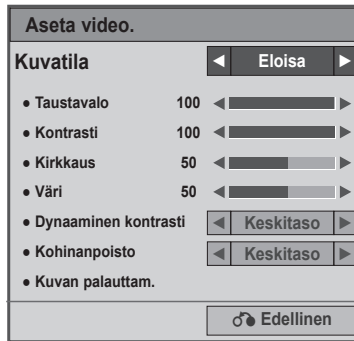 Aseta video.
Kuvatila ◄ Eloisa ►
● Taustavalo 100
● Kontrasti 100
● Kirkkaus 50
● Väri 50
● Dynaaminen kontrasti ◄ Keskitaso ►
● Kohinanpoisto ◄ Keskitaso ►
● Kuvan palauttam.
Edellinen